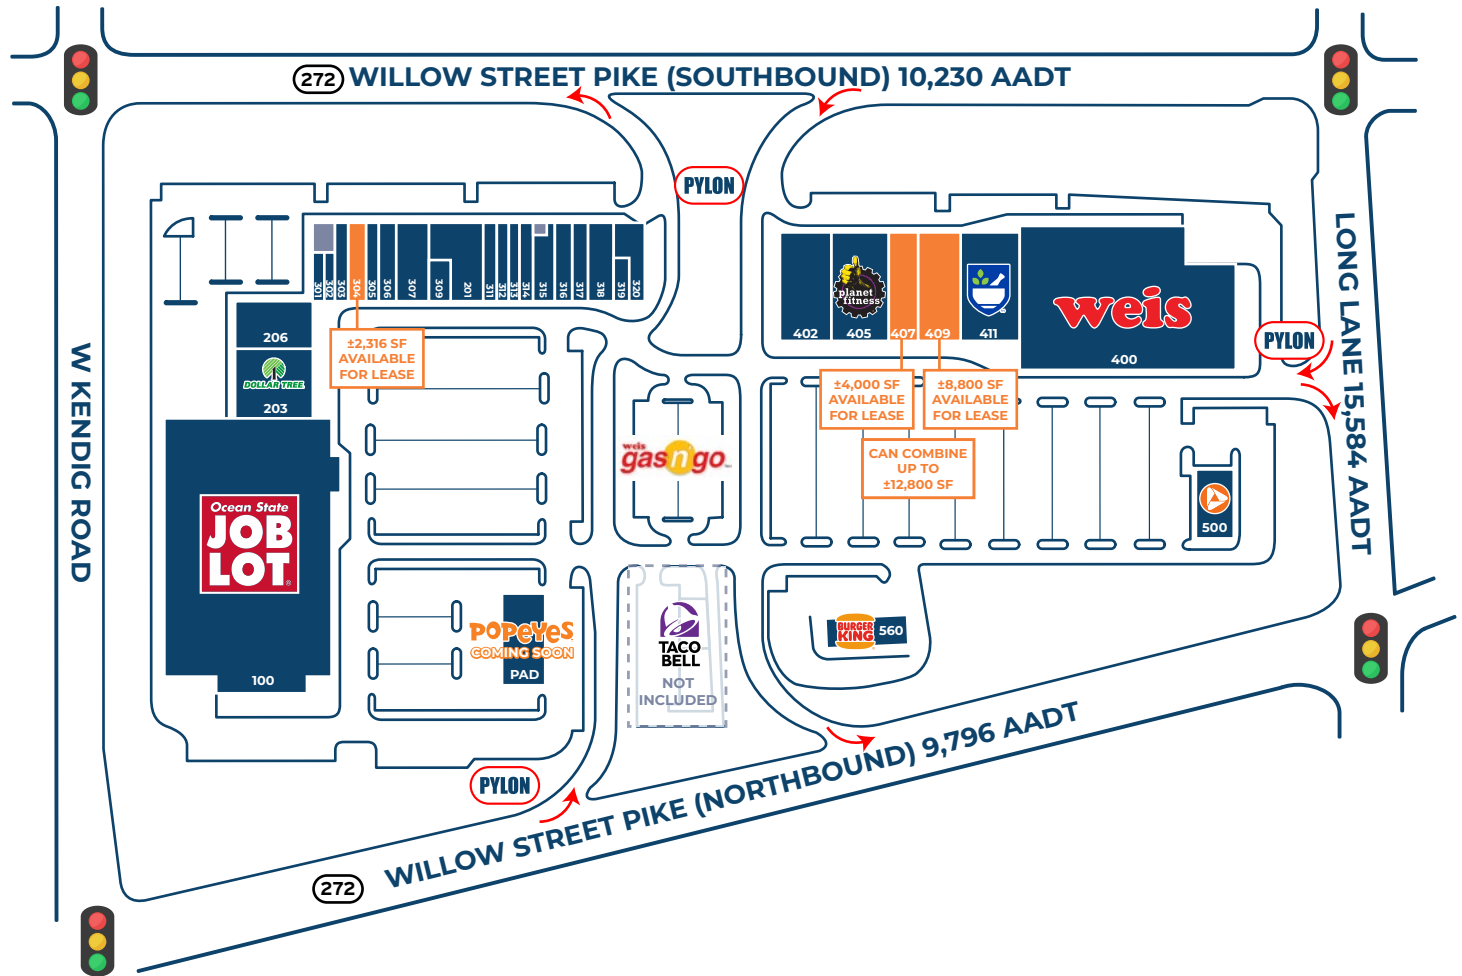 272 WILLOW STREET PIKE (SOUTHBOUND) 10,230 AADT
PYLON
301
302
303
304
305
306
307
309
201
311
312
313
314
315
316
317
318
319
320
±2,316 SF
AVAILABLE
FOR LEASE
206
DOLLAR TREE
203
Ocean State
JOB
LOT
100
W KENDIG ROAD
402
planet
fitness
405
407
409
411
weis
400
±4,000 SF
AVAILABLE
FOR LEASE
±8,800 SF
AVAILABLE
FOR LEASE
CAN COMBINE
UP TO
±12,800 SF
PYLON
LONG LANE 15,584 AADT
500
weis
gas n' go
POPEYES
COMING SOON
PAD
TACO
BELL
NOT
INCLUDED
BURGER
KING
560
PYLON
WILLOW STREET PIKE (NORTHBOUND) 9,796 AADT
272